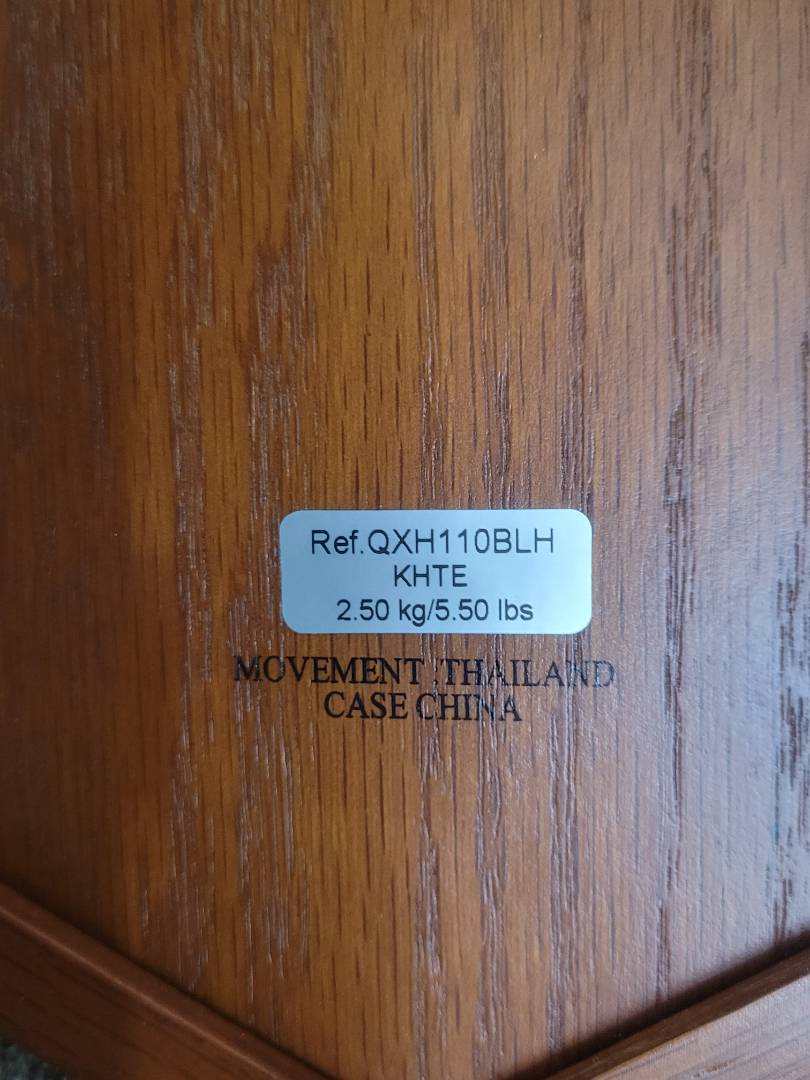 Ref.QXH110BLH
KHTE
2.50 kg/5.50 lbs
MOVEMENT :THAILAND
CASE CHINA